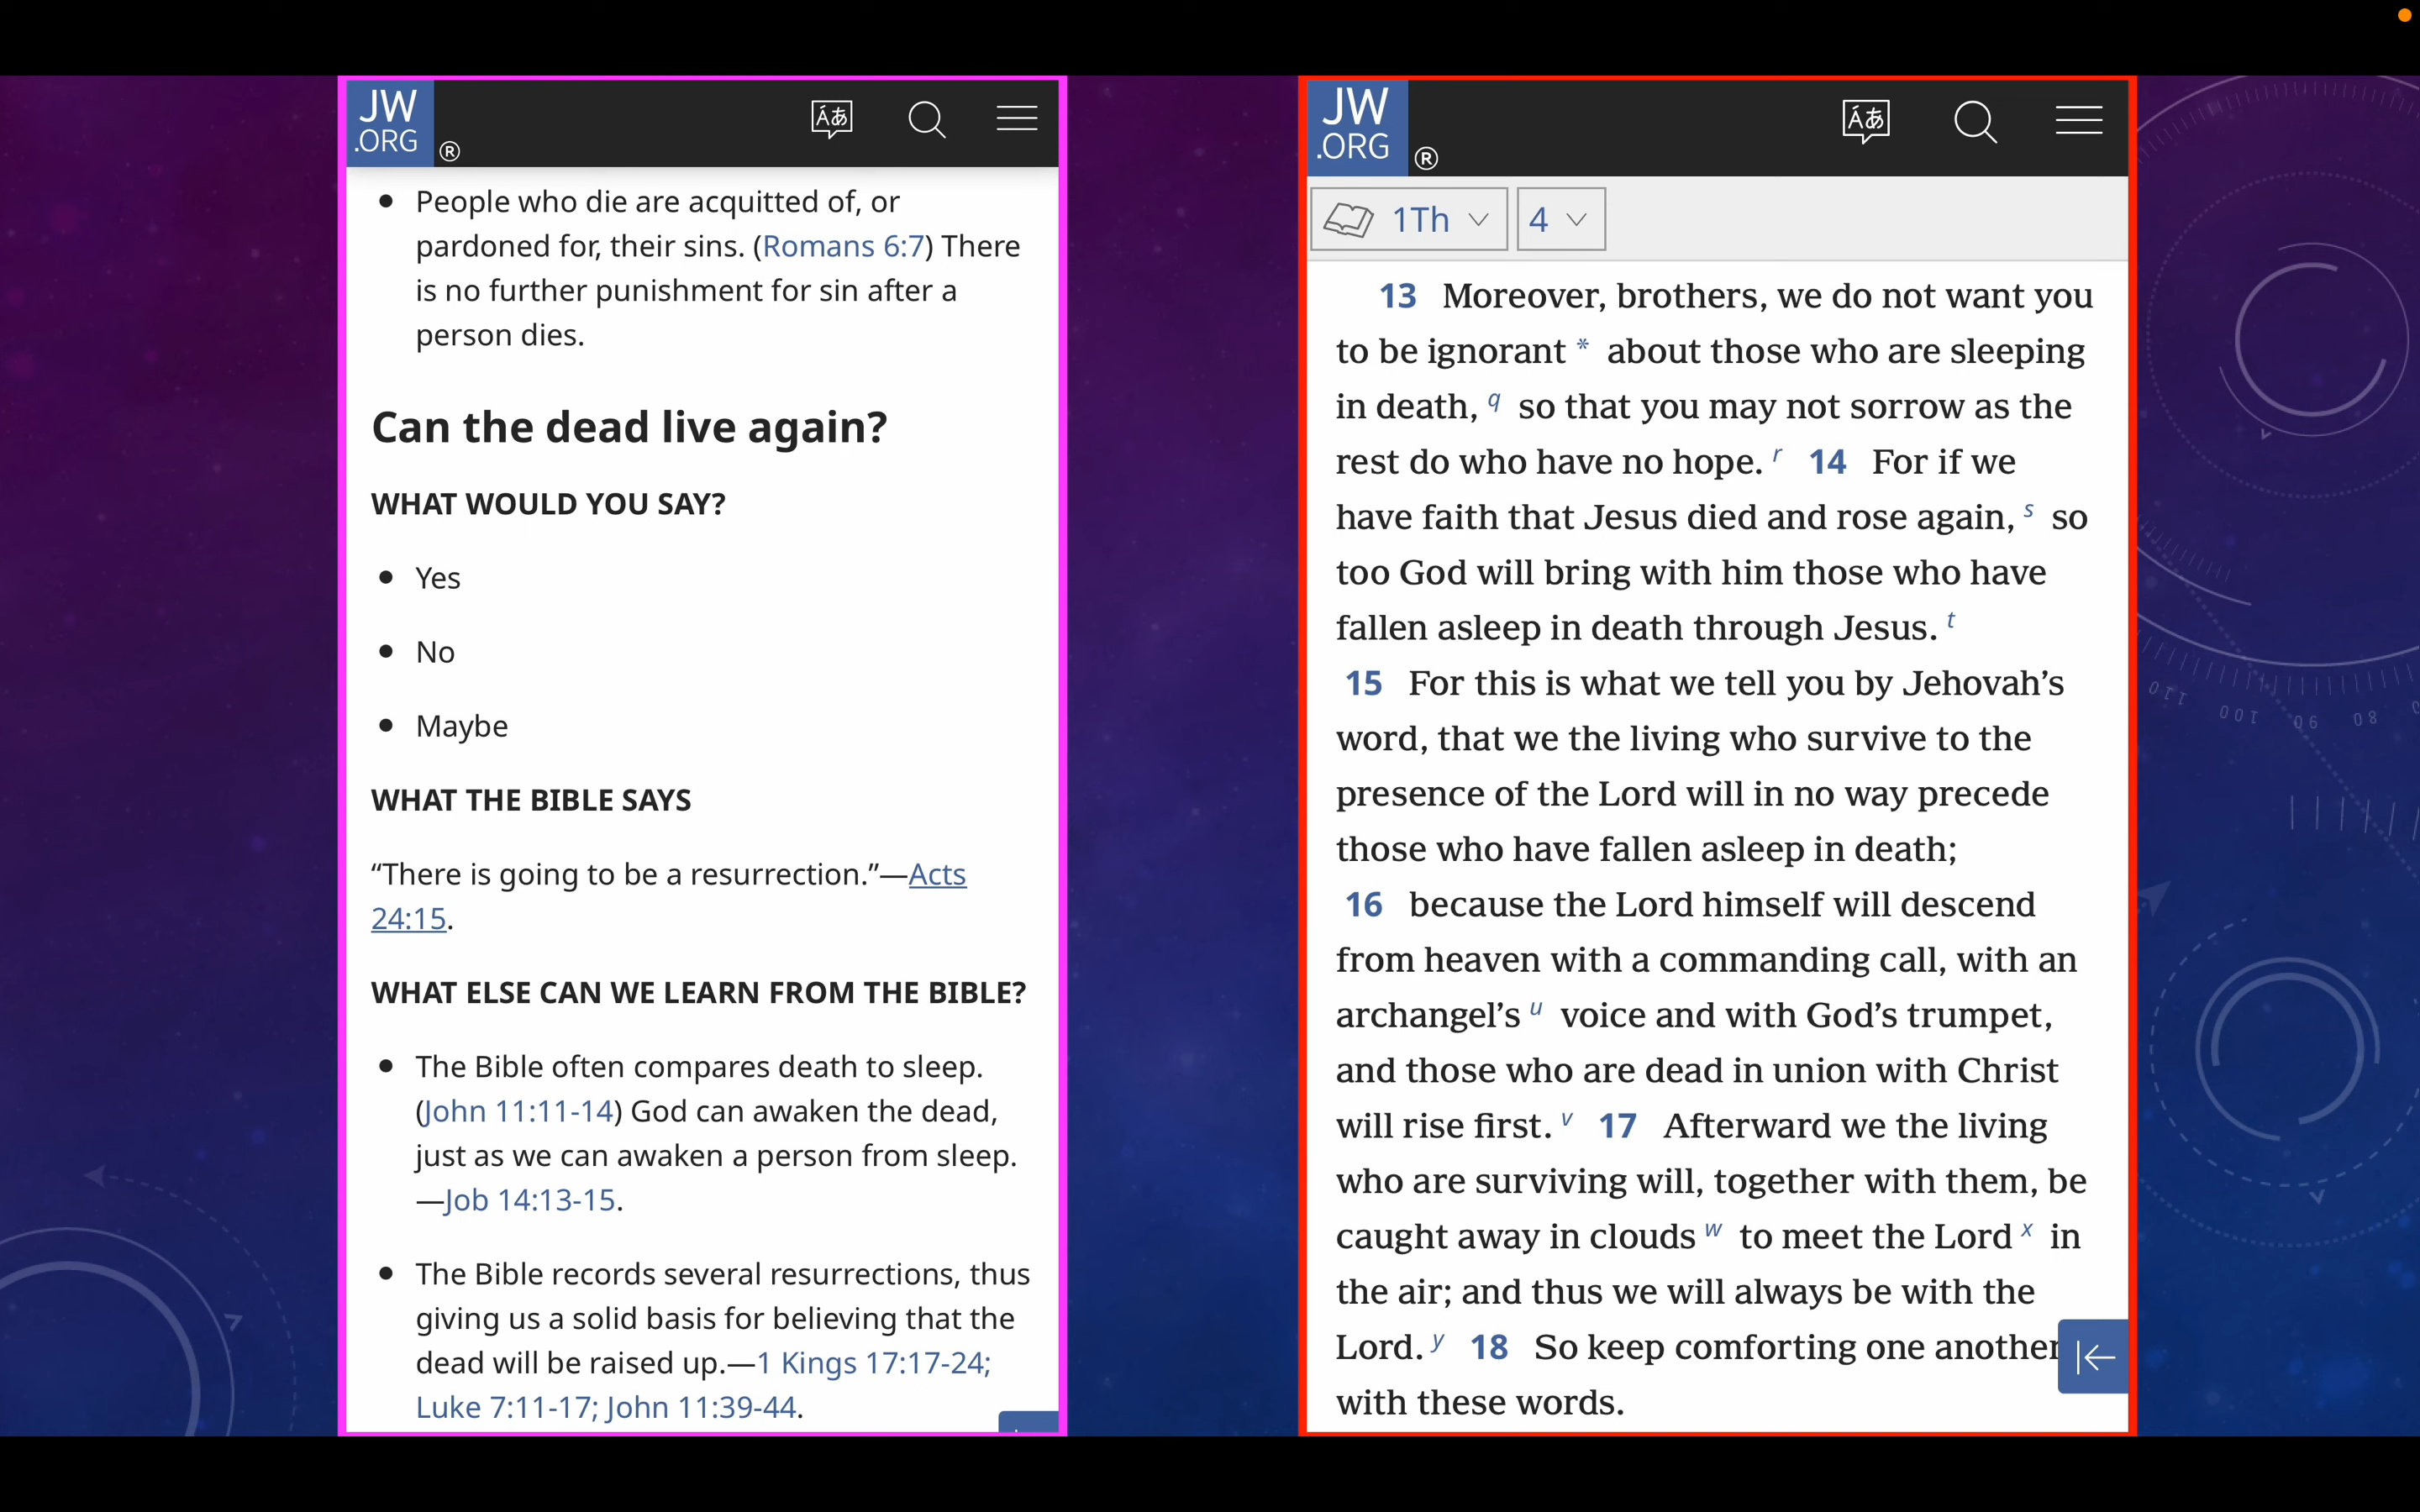 JW
.ORG
®
Áあ
People who die are acquitted of, or
pardoned for, their sins. (Romans 6:7) There
is no further punishment for sin after a
person dies.
Can the dead live again?
WHAT WOULD YOU SAY?
Yes
No
Maybe
WHAT THE BIBLE SAYS
“There is going to be a resurrection.”—Acts
24:15.
WHAT ELSE CAN WE LEARN FROM THE BIBLE?
The Bible often compares death to sleep.
(John 11:11-14) God can awaken the dead,
just as we can awaken a person from sleep.
—Job 14:13-15.
The Bible records several resurrections, thus
giving us a solid basis for believing that the
dead will be raised up.—1 Kings 17:17-24;
Luke 7:11-17; John 11:39-44.
JW
.ORG
®
Áあ
1Th 4
13 Moreover, brothers, we do not want you
to be ignorant * about those who are sleeping
in death, q so that you may not sorrow as the
rest do who have no hope. r 14 For if we
have faith that Jesus died and rose again, s so
too God will bring with him those who have
fallen asleep in death through Jesus. t
15 For this is what we tell you by Jehovah’s
word, that we the living who survive to the
presence of the Lord will in no way precede
those who have fallen asleep in death;
16 because the Lord himself will descend
from heaven with a commanding call, with an
archangel’s u voice and with God’s trumpet,
and those who are dead in union with Christ
will rise first. v 17 Afterward we the living
who are surviving will, together with them, be
caught away in clouds w to meet the Lord x in
the air; and thus we will always be with the
Lord. y 18 So keep comforting one another
with these words.
110 100 90 80